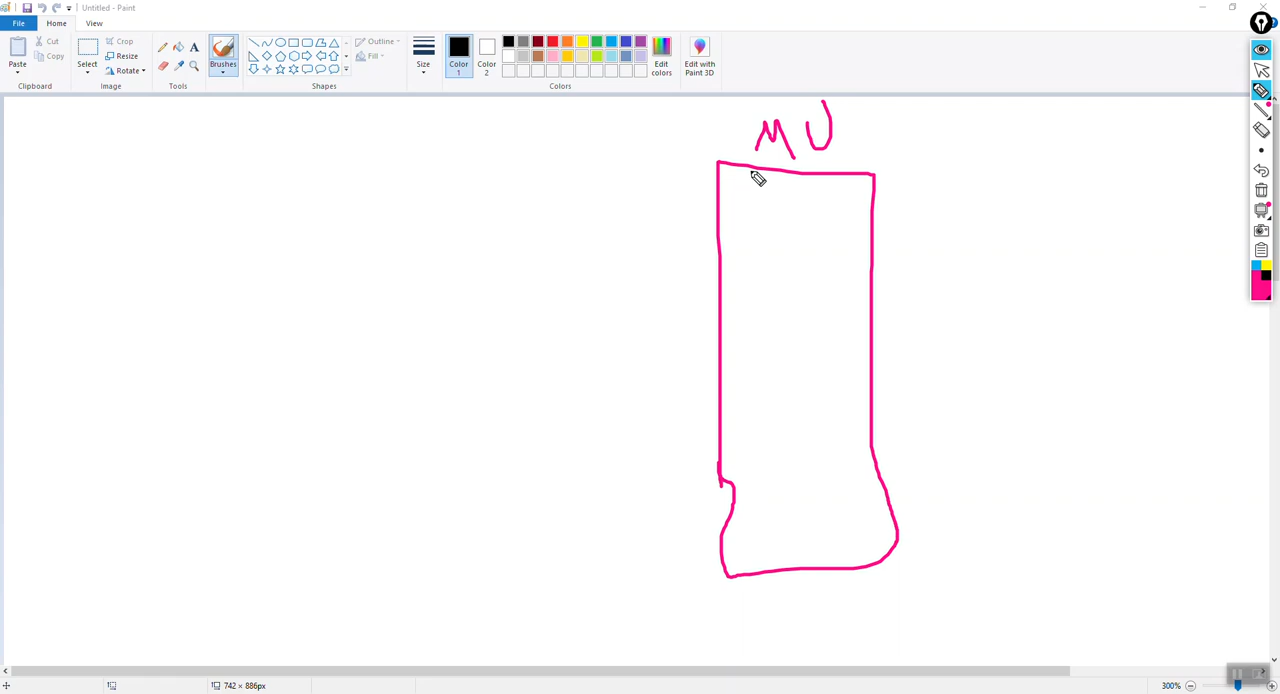 Untitled - Paint
File Home View
Paste
Cut
Copy
Clipboard
Select
Crop
Resize
Rotate
Image
Tools
Brushes
Shapes
Outline
Fill
Size
Color 1
Color 2
Edit colors
Colors
Edit with Paint 3D
MU
742 × 886px
300%